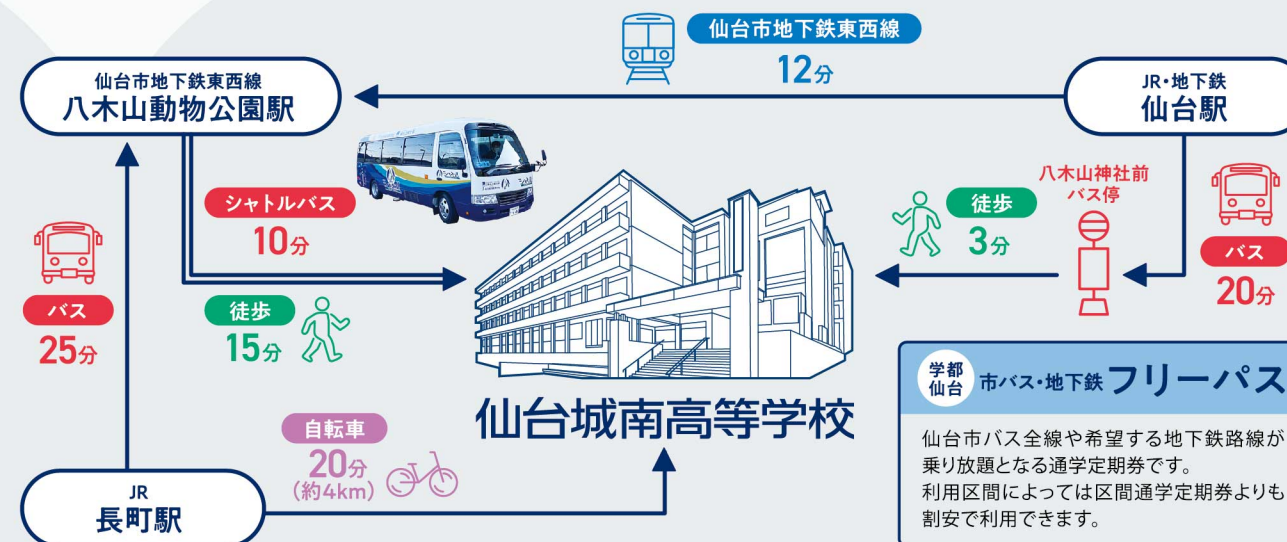 仙台市地下鉄東西線
12分
仙台市地下鉄東西線
八木山動物公園駅
JR・地下鉄
仙台駅
シャトルバス
10分
徒歩
15分
バス
25分
八木山神社前
バス停
徒歩
3分
バス
20分
仙台城南高等学校
自転車
20分
(約4km)
JR
長町駅
学都
仙台
市バス・地下鉄フリーパス
仙台市バス全線や希望する地下鉄路線が
乗り放題となる通学定期券です。
利用区間によっては区間通学定期券よりも
割安で利用できます。